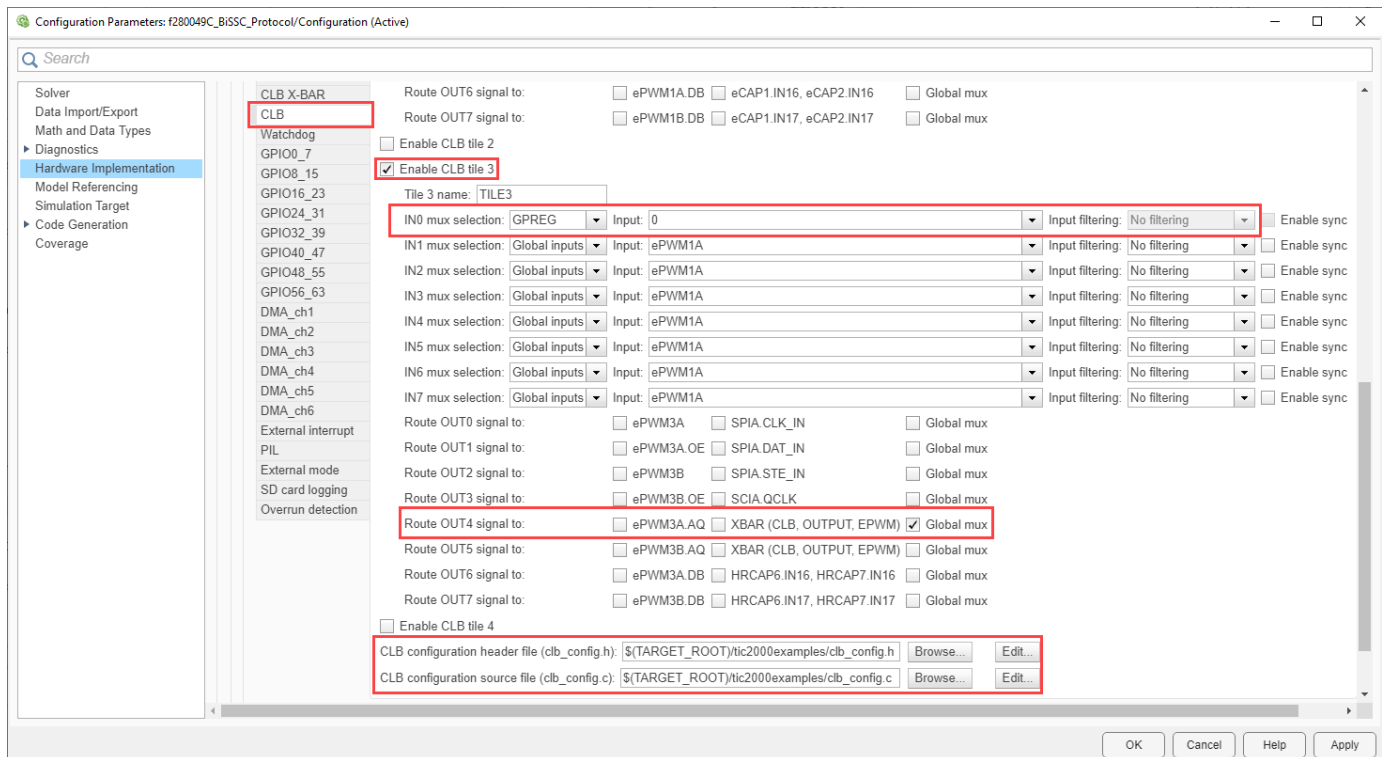 Configuration Parameters: f280049C_BiSSC_Protocol/Configuration (Active)
Search
Solver
Data Import/Export
Math and Data Types
Diagnostics
Hardware Implementation
Model Referencing
Simulation Target
Code Generation
Coverage
CLB X-BAR
CLB
Watchdog
GPIO0_7
GPIO8_15
GPIO16_23
GPIO24_31
GPIO32_39
GPIO40_47
GPIO48_55
GPIO56_63
DMA_ch1
DMA_ch2
DMA_ch3
DMA_ch4
DMA_ch5
DMA_ch6
External interrupt
PIL
External mode
SD card logging
Overrun detection
Route OUT6 signal to: ePWM1A.DB eCAP1.IN16, eCAP2.IN16 Global mux
Route OUT7 signal to: ePWM1B.DB eCAP1.IN17, eCAP2.IN17 Global mux
Enable CLB tile 2
Enable CLB tile 3
Tile 3 name: TILE3
IN0 mux selection: GPREG Input: 0 Input filtering: No filtering Enable sync
IN1 mux selection: Global inputs Input: ePWM1A Input filtering: No filtering Enable sync
IN2 mux selection: Global inputs Input: ePWM1A Input filtering: No filtering Enable sync
IN3 mux selection: Global inputs Input: ePWM1A Input filtering: No filtering Enable sync
IN4 mux selection: Global inputs Input: ePWM1A Input filtering: No filtering Enable sync
IN5 mux selection: Global inputs Input: ePWM1A Input filtering: No filtering Enable sync
IN6 mux selection: Global inputs Input: ePWM1A Input filtering: No filtering Enable sync
IN7 mux selection: Global inputs Input: ePWM1A Input filtering: No filtering Enable sync
Route OUT0 signal to: ePWM3A SPIA.CLK_IN Global mux
Route OUT1 signal to: ePWM3A.OE SPIA.DAT_IN Global mux
Route OUT2 signal to: ePWM3B SPIA.STE_IN Global mux
Route OUT3 signal to: ePWM3B.OE SCIA.QCLK Global mux
Route OUT4 signal to: ePWM3A.AQ XBAR (CLB, OUTPUT, EPWM) Global mux
Route OUT5 signal to: ePWM3B.AQ XBAR (CLB, OUTPUT, EPWM) Global mux
Route OUT6 signal to: ePWM3A.DB HRCAP6.IN16, HRCAP7.IN16 Global mux
Route OUT7 signal to: ePWM3B.DB HRCAP6.IN17, HRCAP7.IN17 Global mux
Enable CLB tile 4
CLB configuration header file (clb_config.h): $(TARGET_ROOT)/tic2000examples/clb_config.h Browse... Edit...
CLB configuration source file (clb_config.c): $(TARGET_ROOT)/tic2000examples/clb_config.c Browse... Edit...
OK Cancel Help Apply